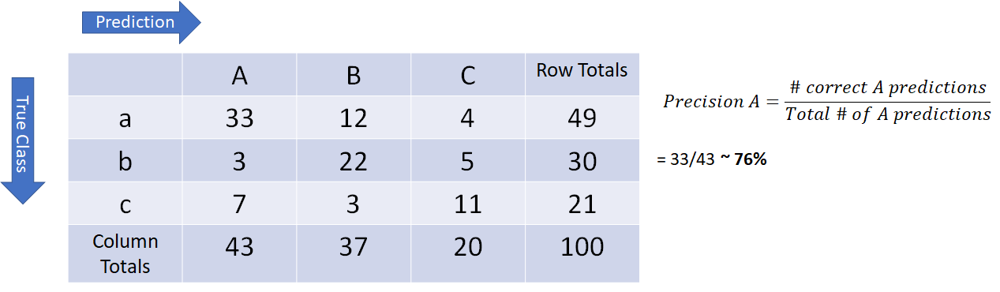 Prediction
True Class
A B C Row Totals
a 33 12 4 49
b 3 22 5 30
c 7 3 11 21
Column
Totals
43 37 20 100
𝑃𝑟𝑒𝑐𝑖𝑠𝑖𝑜𝑛 𝐴 = # 𝑐𝑜𝑟𝑟𝑒𝑐𝑡 𝐴 𝑝𝑟𝑒𝑑𝑖𝑐𝑡𝑖𝑜𝑛𝑠
𝑇𝑜𝑡𝑎𝑙 # 𝑜𝑓 𝐴 𝑝𝑟𝑒𝑑𝑖𝑐𝑡𝑖𝑜𝑛𝑠
= 33/43 ~ 76%